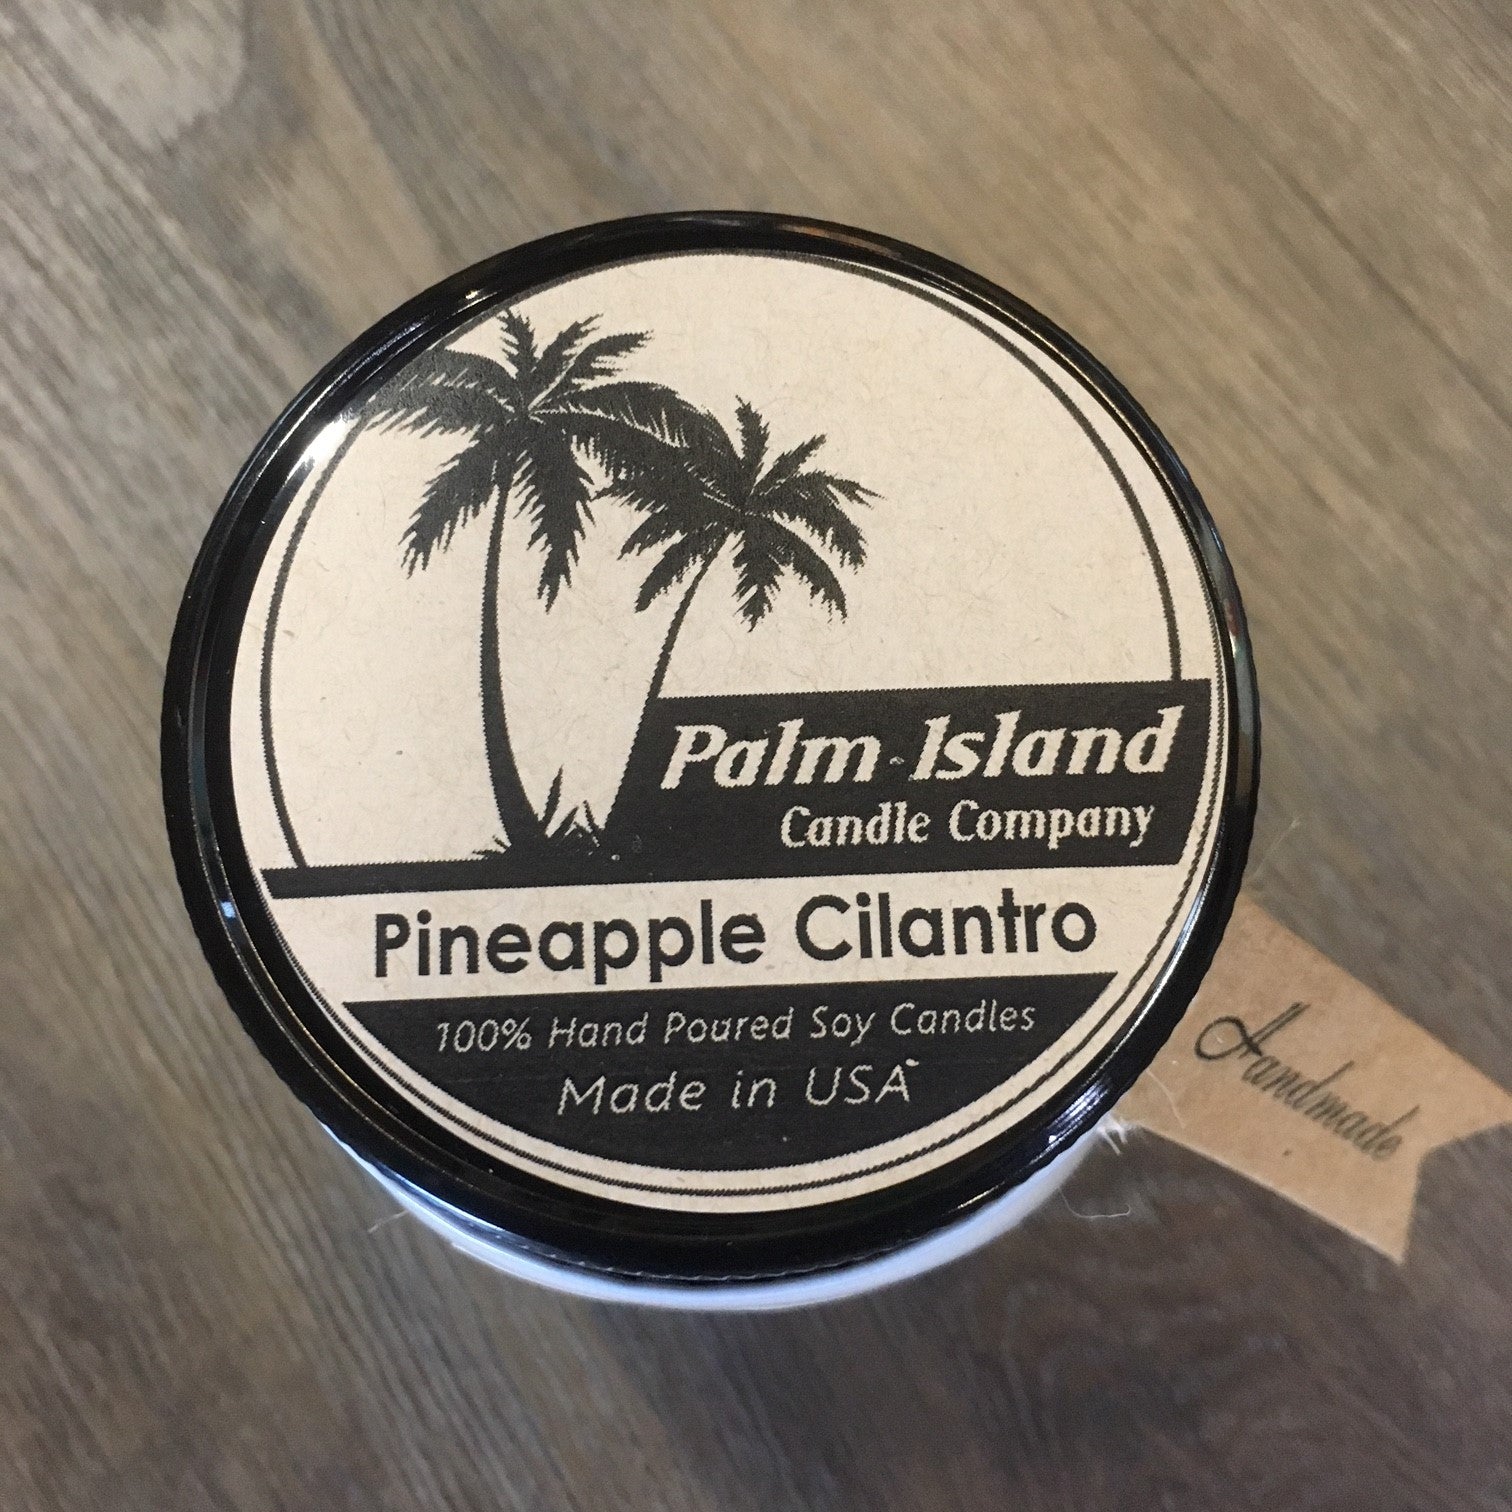 Palm Island
Candle Company
Pineapple Cilantro
100% Hand Poured Soy Candles
Made in USA
Handmade